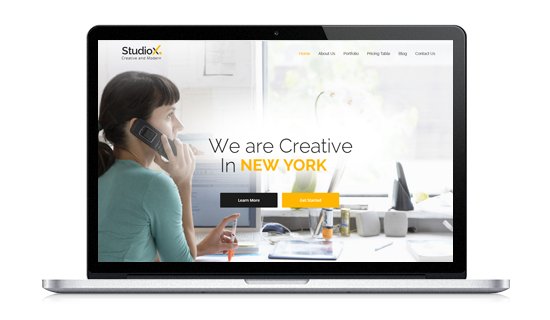 StudioX.
Creative and Modern
Home About Us Portfolio Pricing Table Blog Contact Us
We are Creative
In NEW YORK
Learn More Get Started